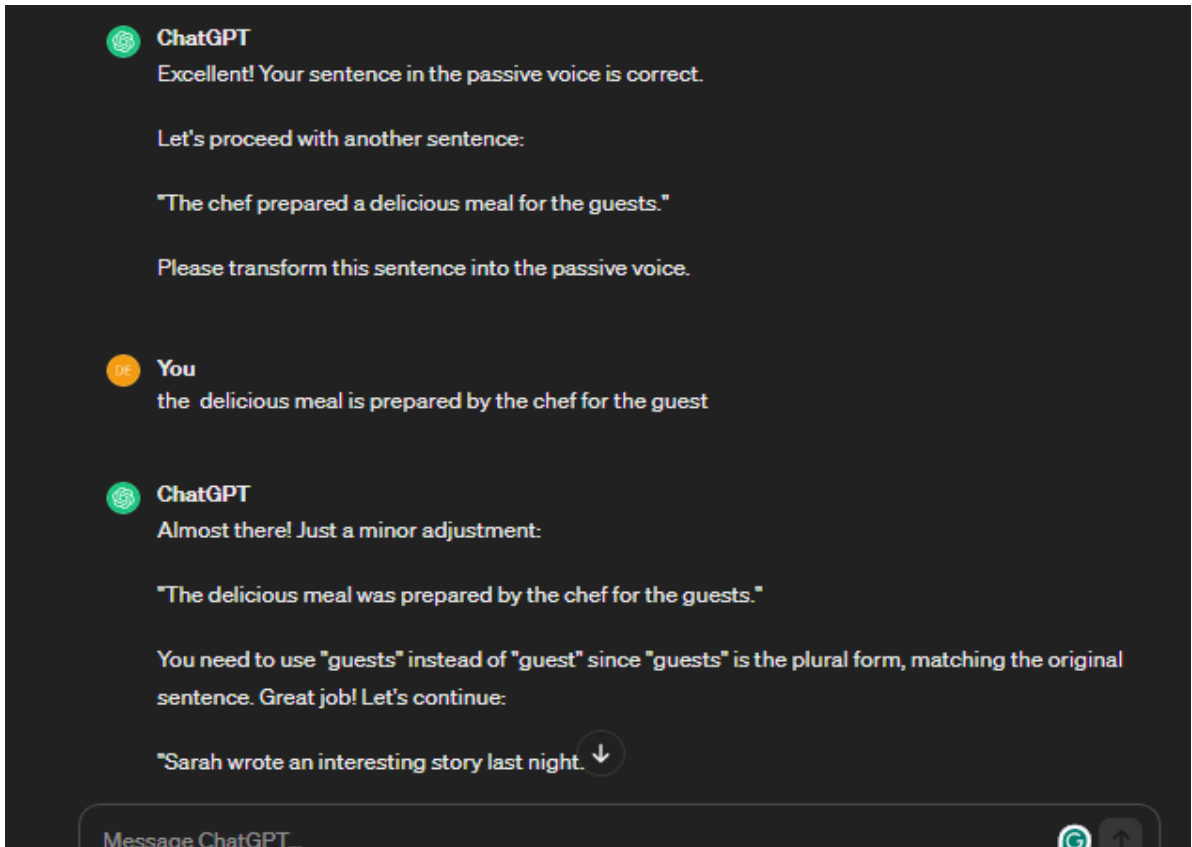 ChatGPT
Excellent! Your sentence in the passive voice is correct.
Let's proceed with another sentence:
"The chef prepared a delicious meal for the guests."
Please transform this sentence into the passive voice.
DE
You
the delicious meal is prepared by the chef for the guest
ChatGPT
Almost there! Just a minor adjustment:
"The delicious meal was prepared by the chef for the guests."
You need to use "guests" instead of "guest" since "guests" is the plural form, matching the original
sentence. Great job! Let's continue:
"Sarah wrote an interesting story last night.
Message ChatGPT...